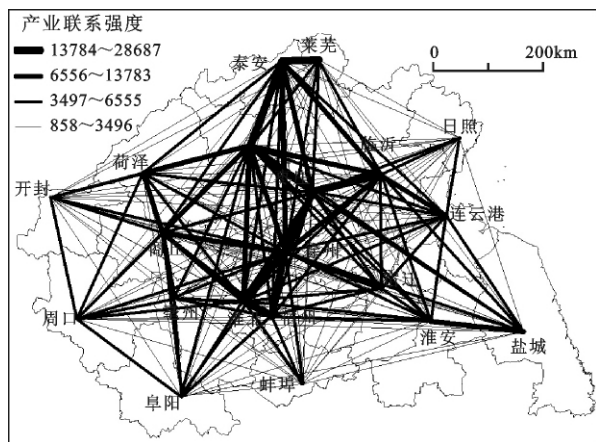 产业联系强度
13784～28687
6556～13783
3497～6555
858～3496
0 200km
莱芜
泰安
日照
临沂
菏泽
开封
连云港
周口
淮安
盐城
蚌埠
阜阳